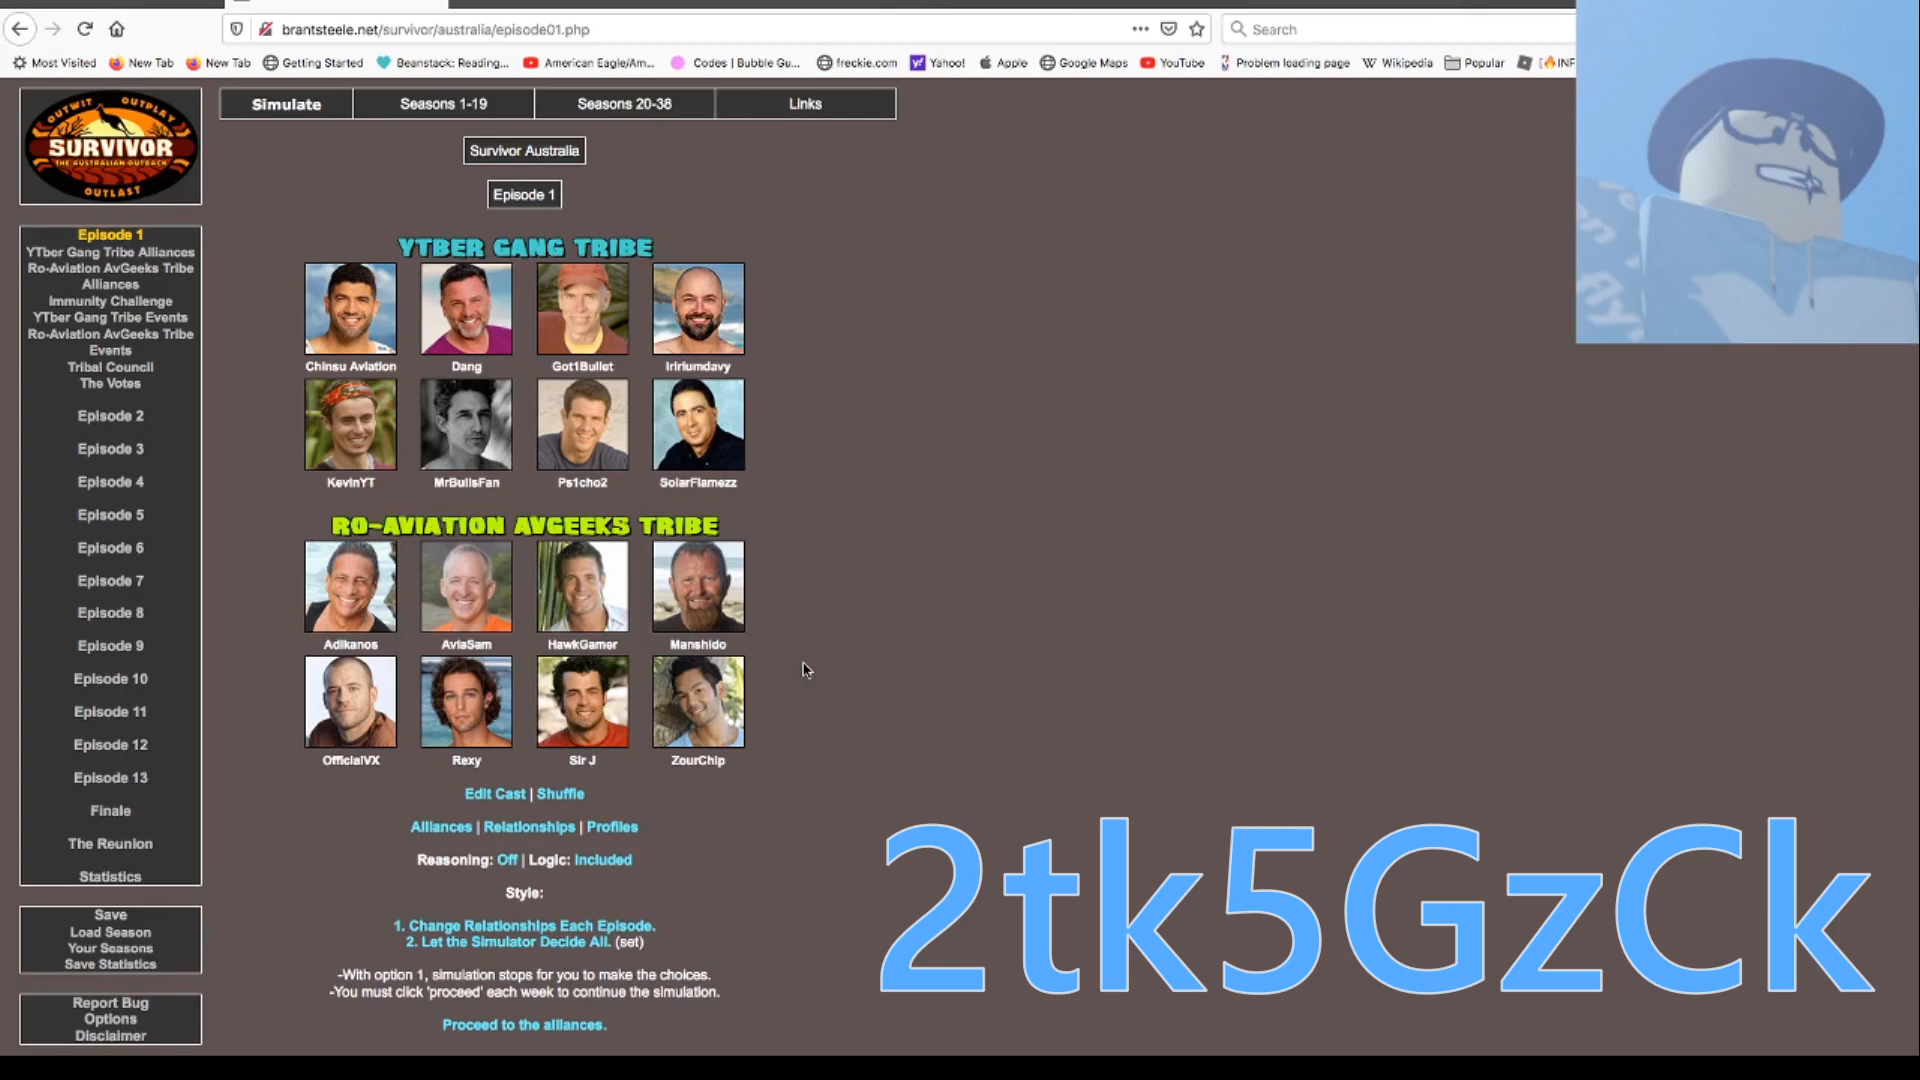 brantsteele.net/survivor/australia/episode01.php
Search
Most Visited New Tab New Tab Getting Started Beanstack: Reading... American Eagle/Am... Codes | Bubble Gu... freckie.com Yahoo! Apple Google Maps YouTube Problem loading page Wikipedia Popular
OUTWIT OUTPLAY
SURVIVOR
THE AUSTRALIAN OUTBACK
OUTLAST
Simulate Seasons 1-19 Seasons 20-38 Links
Survivor Australia
Episode 1
Episode 1
YTber Gang Tribe Alliances
Ro-Aviation AvGeeks Tribe
Alliances
Immunity Challenge
YTber Gang Tribe Events
Ro-Aviation AvGeeks Tribe
Events
Tribal Council
The Votes
Episode 2
Episode 3
Episode 4
Episode 5
Episode 6
Episode 7
Episode 8
Episode 9
Episode 10
Episode 11
Episode 12
Episode 13
Finale
The Reunion
Statistics
Save
Load Season
Your Seasons
Save Statistics
Report Bug
Options
Disclaimer
YTBER GANG TRIBE
Chinsu Aviation Dang Got1Bullet Iririumdavy
KevinYT MrBullsFan Ps1cho2 SolarFlamezz
RO-AVIATION AVGEEKS TRIBE
Adikanos AviaSam HawkGamer Manshido
OfficialVX Rexy Sir J ZourChip
Edit Cast | Shuffle
Alliances | Relationships | Profiles
Reasoning: Off | Logic: Included
Style:
1. Change Relationships Each Episode.
2. Let the Simulator Decide All. (set)
-With option 1, simulation stops for you to make the choices.
-You must click 'proceed' each week to continue the simulation.
Proceed to the alliances.
2tk5GzCk